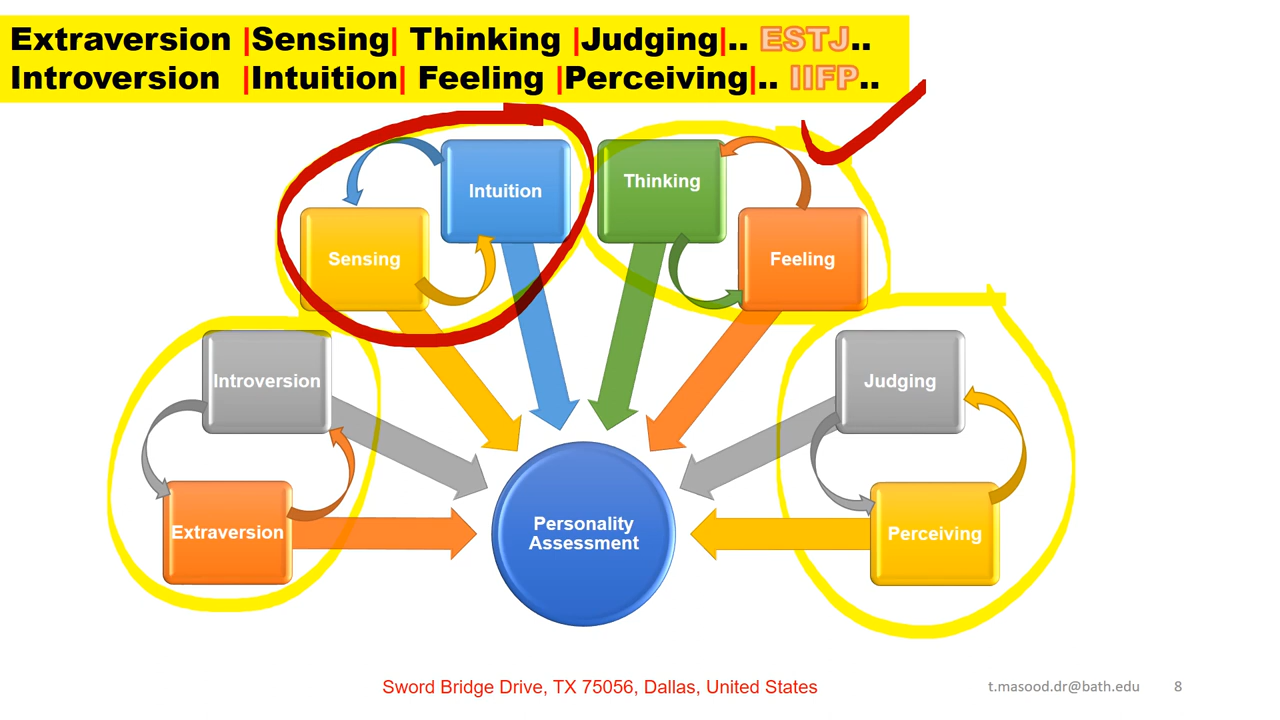 Extraversion |Sensing| Thinking |Judging|.. ESTJ..
Introversion |Intuition| Feeling |Perceiving|.. IIFP..
Intuition
Thinking
Sensing
Feeling
Introversion
Judging
Extraversion
Personality
Assessment
Perceiving
Sword Bridge Drive, TX 75056, Dallas, United States
t.masood.dr@bath.edu
8